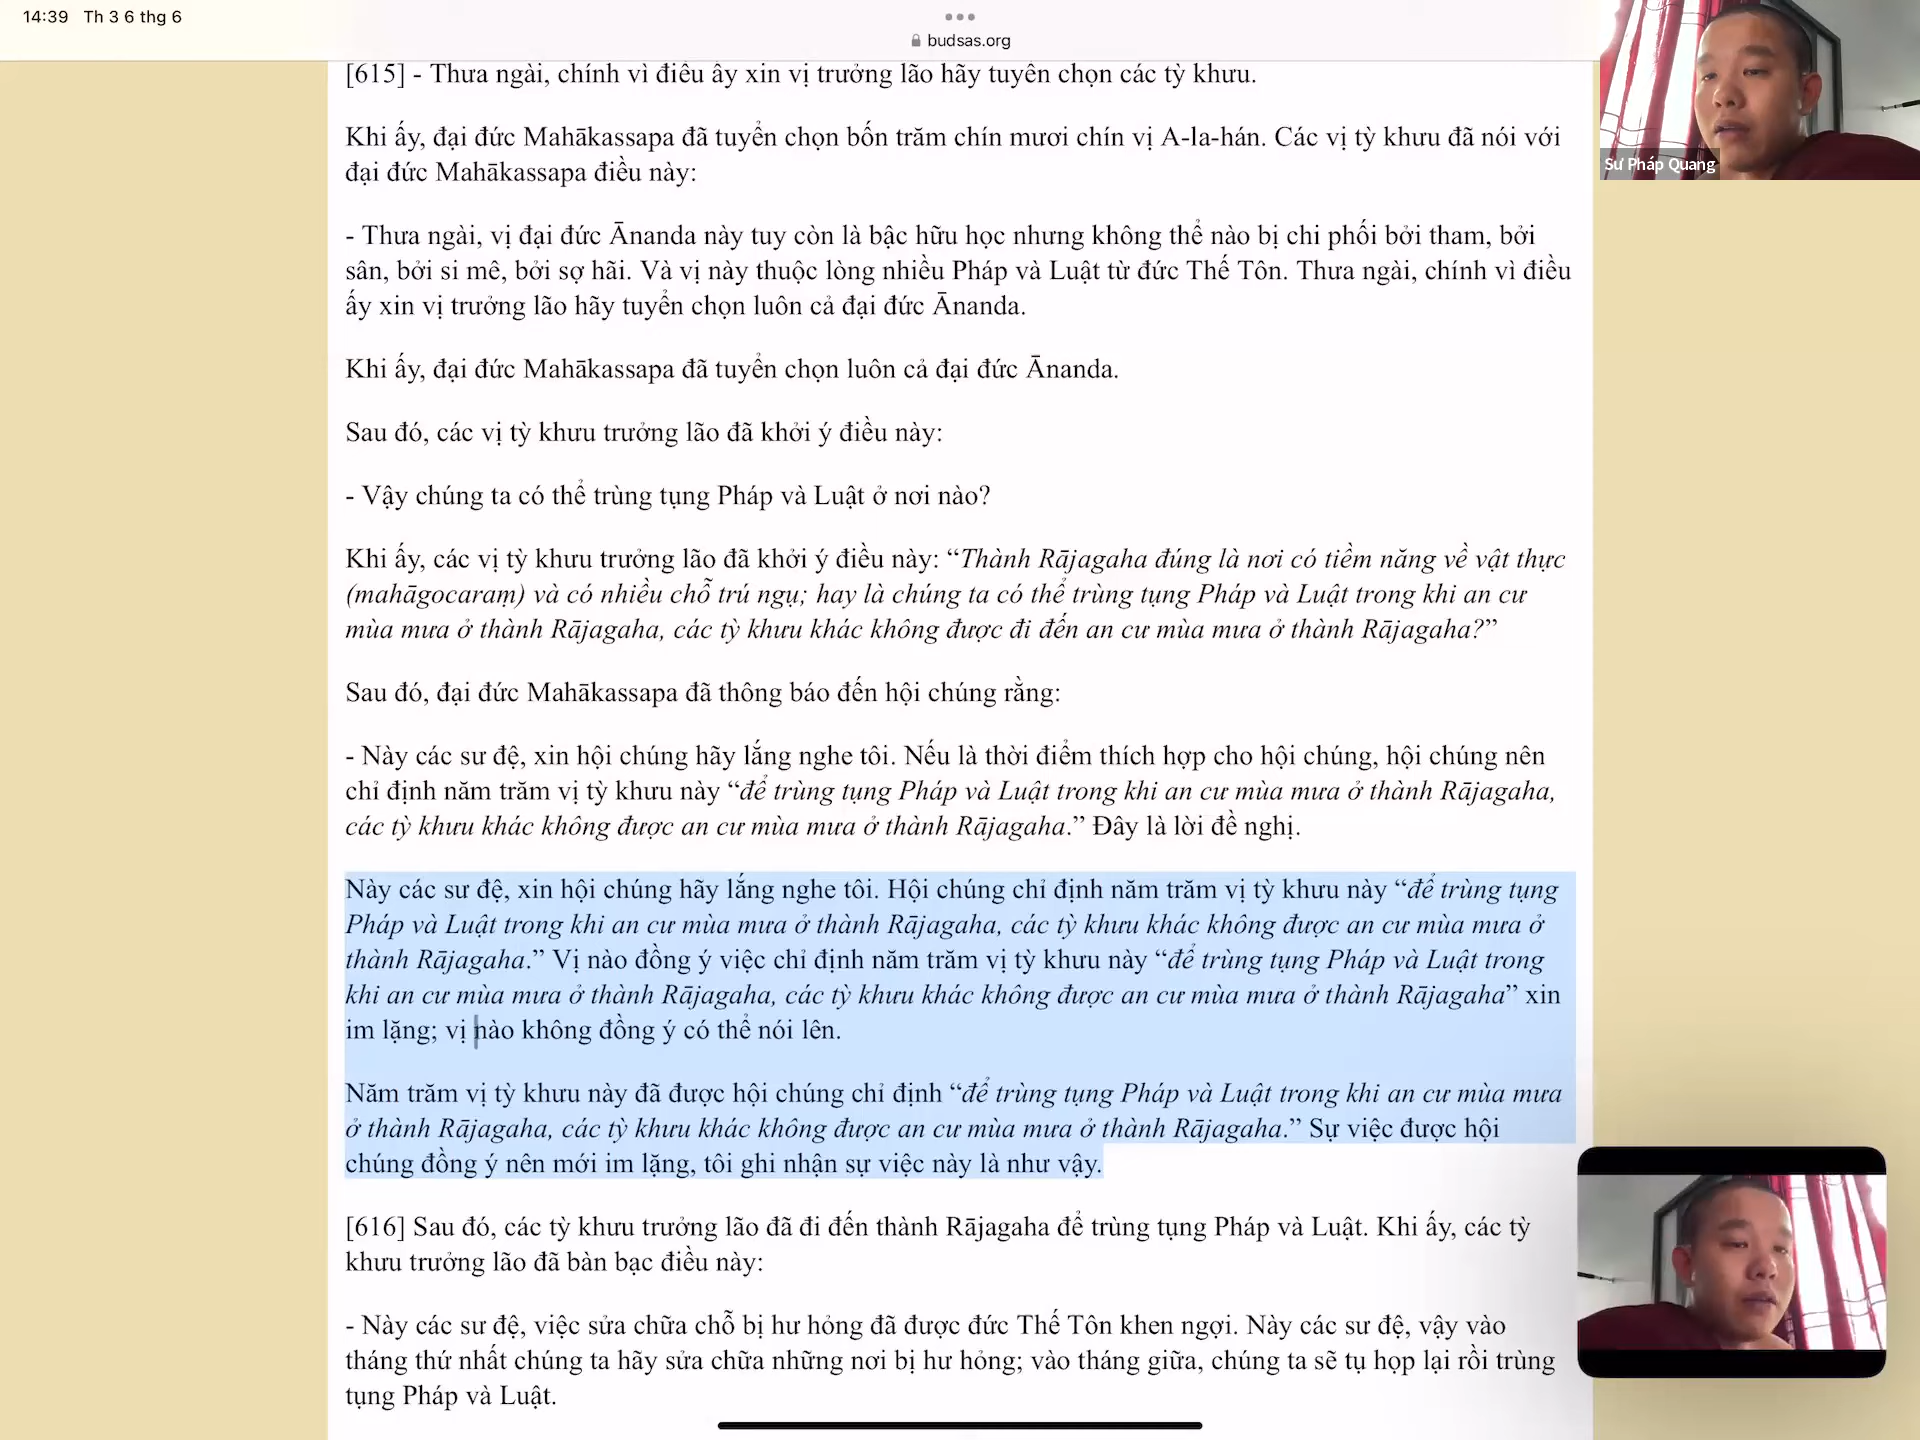 14:39 Th 3 6 thg 6
budsas.org
[615] - Thưa ngài, chính vì điều ấy xin vị trưởng lão hãy tuyển chọn các tỳ khưu.
Sư Pháp Quang
Khi ấy, đại đức Mahākassapa đã tuyển chọn bốn trăm chín mươi chín vị A-la-hán. Các vị tỳ khưu đã nói với
đại đức Mahākassapa điều này:
- Thưa ngài, vị đại đức Ānanda này tuy còn là bậc hữu học nhưng không thể nào bị chi phối bởi tham, bởi
sân, bởi si mê, bởi sợ hãi. Và vị này thuộc lòng nhiều Pháp và Luật từ đức Thế Tôn. Thưa ngài, chính vì điều
ấy xin vị trưởng lão hãy tuyển chọn luôn cả đại đức Ānanda.
Khi ấy, đại đức Mahākassapa đã tuyển chọn luôn cả đại đức Ānanda.
Sau đó, các vị tỳ khưu trưởng lão đã khởi ý điều này:
- Vậy chúng ta có thể trùng tụng Pháp và Luật ở nơi nào?
Khi ấy, các vị tỳ khưu trưởng lão đã khởi ý điều này: “Thành Rājagaha đúng là nơi có tiềm năng về vật thực
(mahāgocaraṃ) và có nhiều chỗ trú ngụ; hay là chúng ta có thể trùng tụng Pháp và Luật trong khi an cư
mùa mưa ở thành Rājagaha, các tỳ khưu khác không được đi đến an cư mùa mưa ở thành Rājagaha?”
Sau đó, đại đức Mahākassapa đã thông báo đến hội chúng rằng:
- Này các sư đệ, xin hội chúng hãy lắng nghe tôi. Nếu là thời điểm thích hợp cho hội chúng, hội chúng nên
chỉ định năm trăm vị tỳ khưu này “để trùng tụng Pháp và Luật trong khi an cư mùa mưa ở thành Rājagaha,
các tỳ khưu khác không được an cư mùa mưa ở thành Rājagaha.” Đây là lời đề nghị.
Này các sư đệ, xin hội chúng hãy lắng nghe tôi. Hội chúng chỉ định năm trăm vị tỳ khưu này “để trùng tụng
Pháp và Luật trong khi an cư mùa mưa ở thành Rājagaha, các tỳ khưu khác không được an cư mùa mưa ở
thành Rājagaha.” Vị nào đồng ý việc chỉ định năm trăm vị tỳ khưu này “để trùng tụng Pháp và Luật trong
khi an cư mùa mưa ở thành Rājagaha, các tỳ khưu khác không được an cư mùa mưa ở thành Rājagaha” xin
im lặng; vị nào không đồng ý có thể nói lên.
Năm trăm vị tỳ khưu này đã được hội chúng chỉ định “để trùng tụng Pháp và Luật trong khi an cư mùa mưa
ở thành Rājagaha, các tỳ khưu khác không được an cư mùa mưa ở thành Rājagaha.” Sự việc được hội
chúng đồng ý nên mới im lặng, tôi ghi nhận sự việc này là như vậy.
[616] Sau đó, các tỳ khưu trưởng lão đã đi đến thành Rājagaha để trùng tụng Pháp và Luật. Khi ấy, các tỳ
khưu trưởng lão đã bàn bạc điều này:
- Này các sư đệ, việc sửa chữa chỗ bị hư hỏng đã được đức Thế Tôn khen ngợi. Này các sư đệ, vậy vào
tháng thứ nhất chúng ta hãy sửa chữa những nơi bị hư hỏng; vào tháng giữa, chúng ta sẽ tụ họp lại rồi trùng
tụng Pháp và Luật.